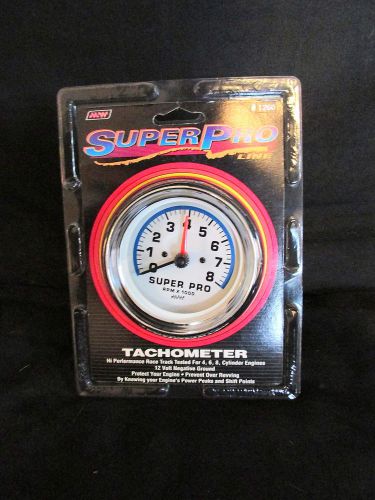 # 1260
SUPERPRO
LINE
0 1 2 3 4 5 6 7 8
SUPER PRO
RPM X 1000
TACHOMETER
Hi Performance Race Track Tested For 4, 6, 8, Cylinder Engines
12 Volt Negative Ground
Protect Your Engine • Prevent Over Revving
By Knowing your Engine's Power Peaks and Shift Points